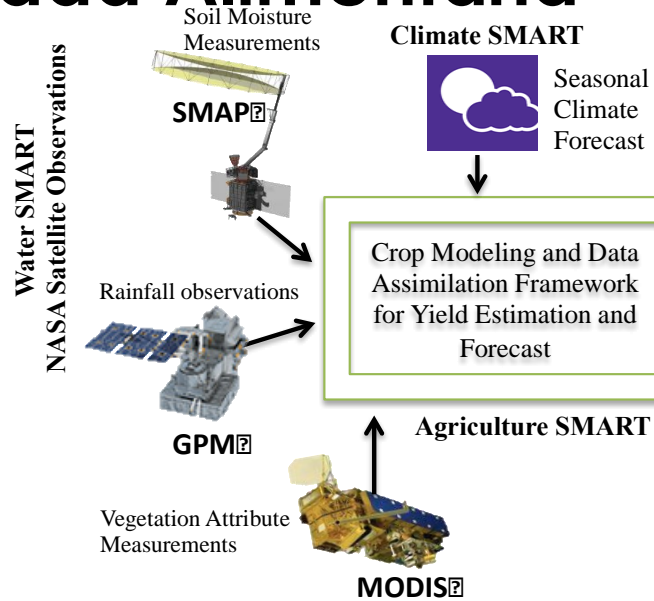 Soil Moisture
Measurements
SMAP
Climate SMART
Seasonal
Climate
Forecast
Water SMART
NASA Satellite Observations
Crop Modeling and Data
Assimilation Framework
for Yield Estimation and
Forecast
Rainfall observations
GPM
Agriculture SMART
Vegetation Attribute
Measurements
MODIS